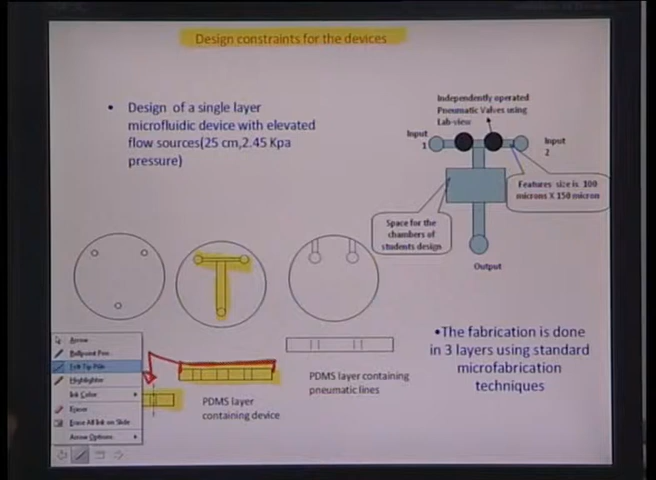 Design constraints for the devices
• Design of a single layer
microfluidic device with elevated
flow sources(25 cm,2.45 Kpa
pressure)
Independently operated
Pneumatic Valves using
Lab-view
Input
1
Input
2
Features size is 100
microns X 150 micron
Space for the
chambers of
students design
Output
•The fabrication is done
in 3 layers using standard
microfabrication
techniques
PDMS layer
containing device
PDMS layer containing
pneumatic lines
Arrow
Ballpoint Pen
Felt Tip Pen
Highlighter
Ink Color
Eraser
Erase All Ink on Slide
Arrow Options